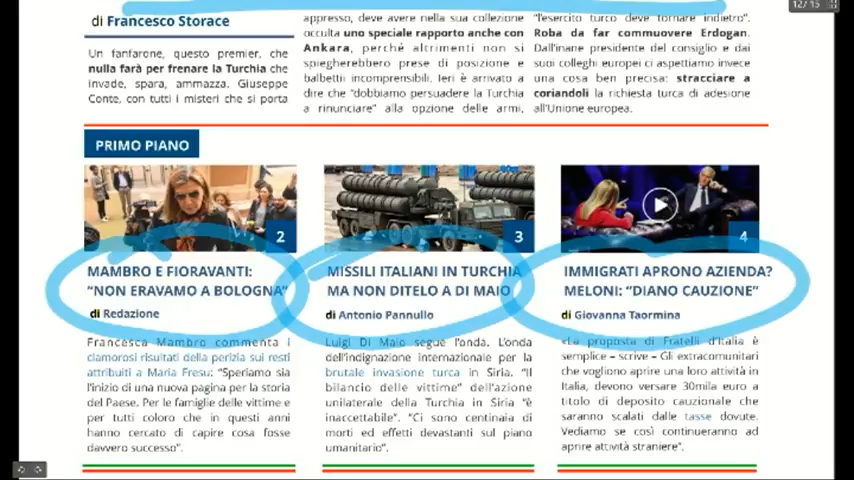 12/ 15
di Francesco Storace
Un fanfarone, questo premier, che
nulla farà per frenare la Turchia che
invade, spara, ammazza. Giuseppe
Conte, con tutti i misteri che si porta
appresso, deve avere nella sua collezione
occulta uno speciale rapporto anche con
Ankara, perché altrimenti non si
spiegherebbero prese di posizione e
balbettii incomprensibili. Ieri è arrivato a
dire che “dobbiamo persuadere la Turchia
a rinunciare” alla opzione delle armi,
“l’esercito turco deve tornare indietro”.
Roba da far commuovere Erdogan.
Dall’inane presidente del consiglio e dai
suoi colleghi europei ci aspettiamo invece
una cosa ben precisa: stracciare a
coriandoli la richiesta turca di adesione
all’Unione europea.
PRIMO PIANO
2
MAMBRO E FIORAVANTI:
“NON ERAVAMO A BOLOGNA”
di Redazione
Francesca Mambro commenta i
clamorosi risultati della perizia sui resti
attribuiti a Maria Fresu: “Speriamo sia
l’inizio di una nuova pagina per la storia
del Paese. Per le famiglie delle vittime e
per tutti coloro che in questi anni
hanno cercato di capire cosa fosse
davvero successo”.
3
MISSILI ITALIANI IN TURCHIA
MA NON DITELO A DI MAIO
di Antonio Pannullo
Luigi Di Maio segue l’onda. L’onda
dell’indignazione internazionale per la
brutale invasione turca in Siria. “Il
bilancio delle vittime” dell’azione
unilaterale della Turchia in Siria “è
inaccettabile”. “Ci sono centinaia di
morti ed effetti devastanti sul piano
umanitario”.
4
IMMIGRATI APRONO AZIENDA?
MELONI: “DIANO CAUZIONE”
di Giovanna Taormina
«La proposta di Fratelli d’Italia è
semplice – scrive – Gli extracomunitari
che vogliono aprire una loro attività in
Italia, devono versare 30mila euro a
titolo di deposito cauzionale che
saranno scalati dalle tasse dovute.
Vediamo se così continueranno ad
aprire attività straniere”.